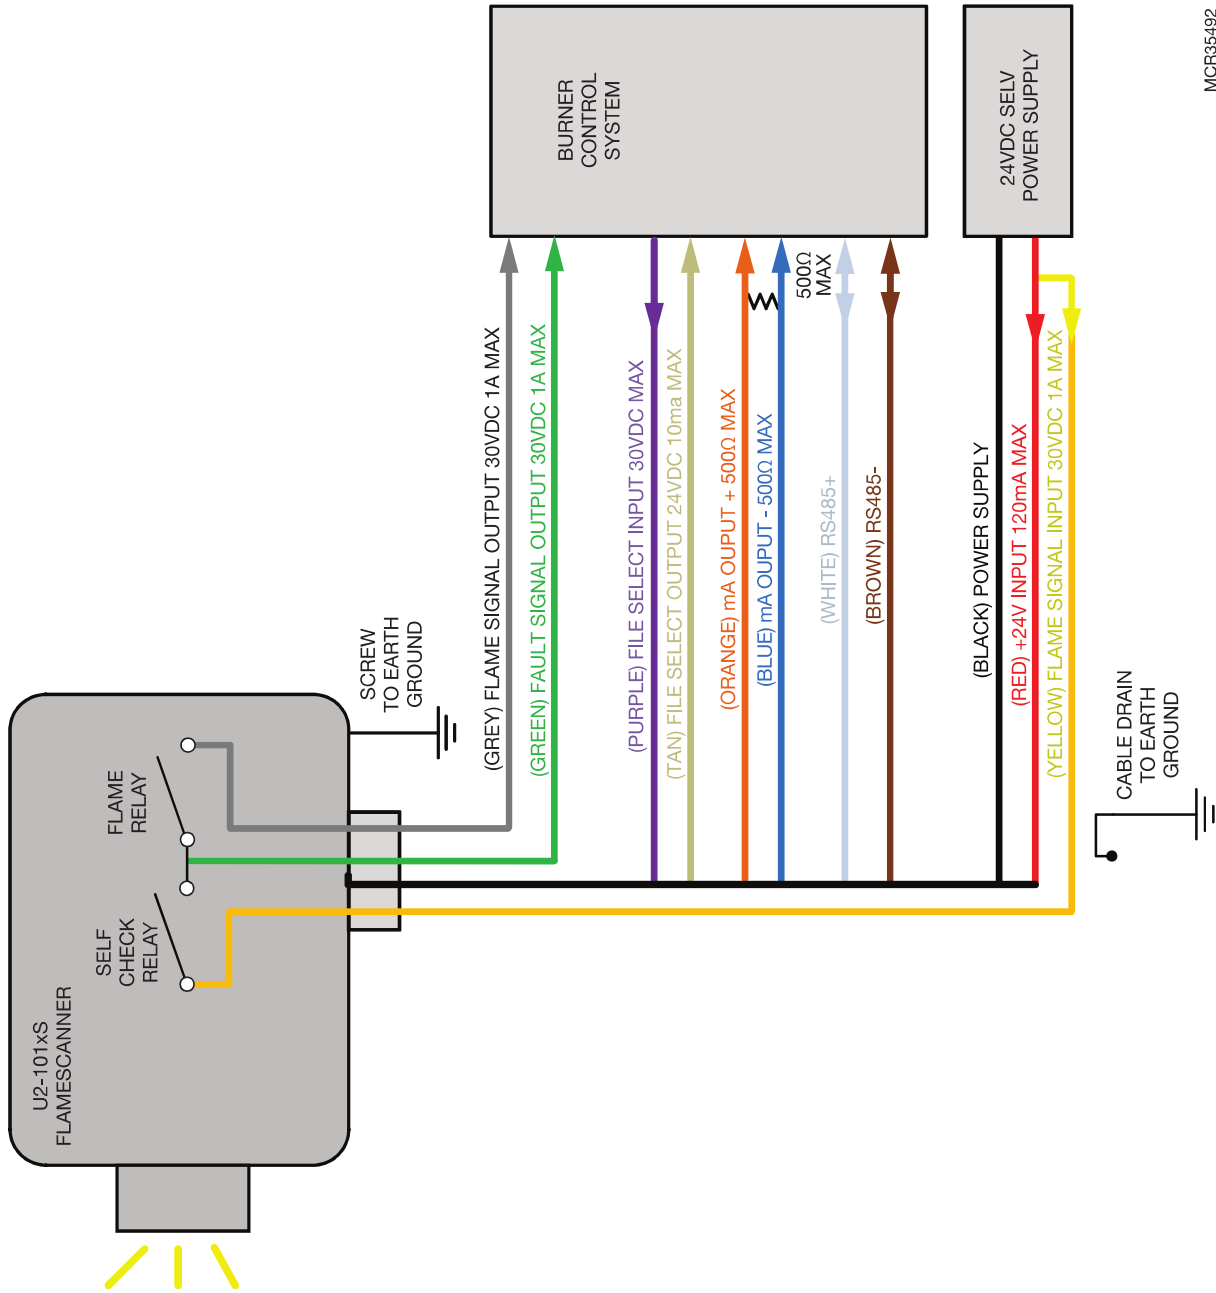 U2-101xS
FLAMESCANNER
SELF
CHECK
RELAY
FLAME
RELAY
SCREW
TO EARTH
GROUND
(GREY) FLAME SIGNAL OUTPUT 30VDC 1A MAX
(GREEN) FAULT SIGNAL OUTPUT 30VDC 1A MAX
(PURPLE) FILE SELECT INPUT 30VDC MAX
(TAN) FILE SELECT OUTPUT 24VDC 10ma MAX
(ORANGE) mA OUPUT + 500Ω MAX
(BLUE) mA OUPUT - 500Ω MAX
500Ω
MAX
(WHITE) RS485+
(BROWN) RS485-
(BLACK) POWER SUPPLY
(RED) +24V INPUT 120mA MAX
(YELLOW) FLAME SIGNAL INPUT 30VDC 1A MAX
CABLE DRAIN
TO EARTH
GROUND
BURNER
CONTROL
SYSTEM
24VDC SELV
POWER SUPPLY
MCR35492